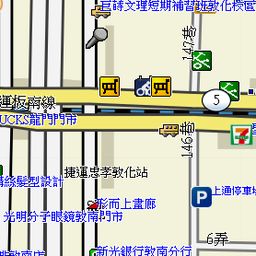 巨詩文理短期補習班敦化校區
147巷
運板南線
5
UCKS龍門門市
146巷
7
捷運忠孝敦化站
髮型設計
P
上通停車場
彤而上畫廊
光明分子眼鏡敦南門市
6弄
新光銀行敦南分行